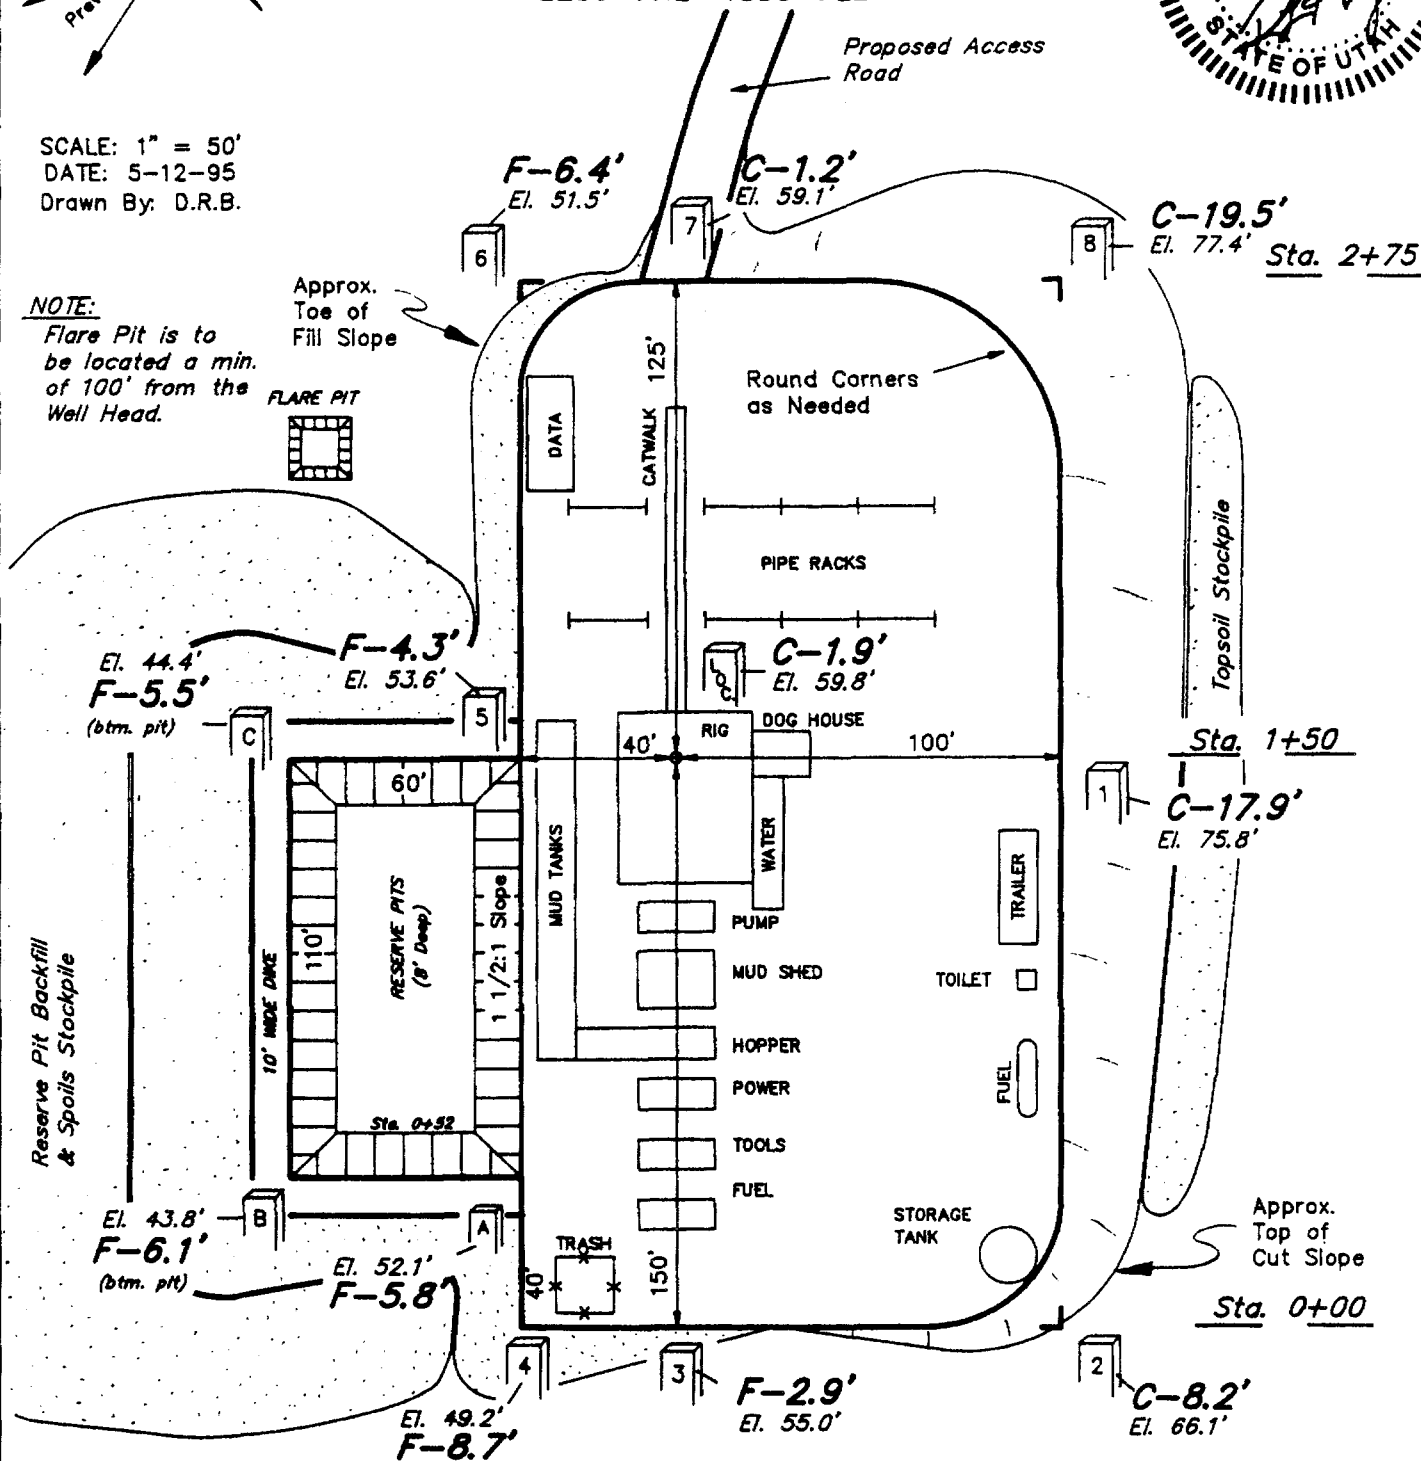 Proposed Access
Road
STATE OF UTAH
SCALE: 1" = 50'
DATE: 5-12-95
Drawn By: D.R.B.
F-6.4'
El. 51.5'
6
C-1.2'
El. 59.1'
7
C-19.5'
El. 77.4'
8
Sta. 2+75
NOTE:
Flare Pit is to
be located a min.
of 100' from the
Well Head.
FLARE PIT
Approx.
Toe of
Fill Slope
125'
Round Corners
as Needed
DATA
CATWALK
PIPE RACKS
Topsoil Stockpile
El. 44.4'
F-5.5'
(btm. pit)
C
F-4.3'
El. 53.6'
5
LOC.
C-1.9'
El. 59.8'
RIG
DOG HOUSE
40'
100'
Sta. 1+50
1
C-17.9'
El. 75.8'
60'
MUD TANKS
WATER
TRAILER
RESERVE PITS
(8' Deep)
1 1/2:1 Slope
110'
10' WIDE DIKE
Reserve Pit Backfill
& Spoils Stockpile
PUMP
MUD SHED
TOILET
HOPPER
POWER
FUEL
TOOLS
FUEL
Sta. 0+52
El. 43.8'
F-6.1'
(btm. pit)
B
A
El. 52.1'
F-5.8'
TRASH
40'
150'
STORAGE
TANK
Approx.
Top of
Cut Slope
Sta. 0+00
4
El. 49.2'
F-8.7'
3
F-2.9'
El. 55.0'
2
C-8.2'
El. 66.1'